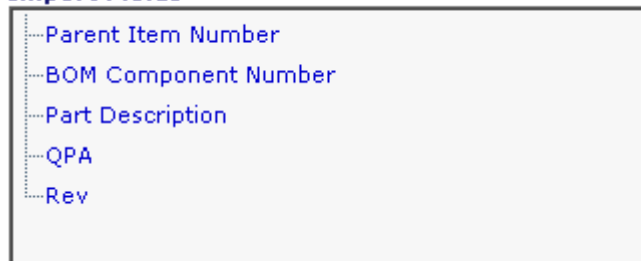 Parent Item Number
BOM Component Number
Part Description
QPA
Rev